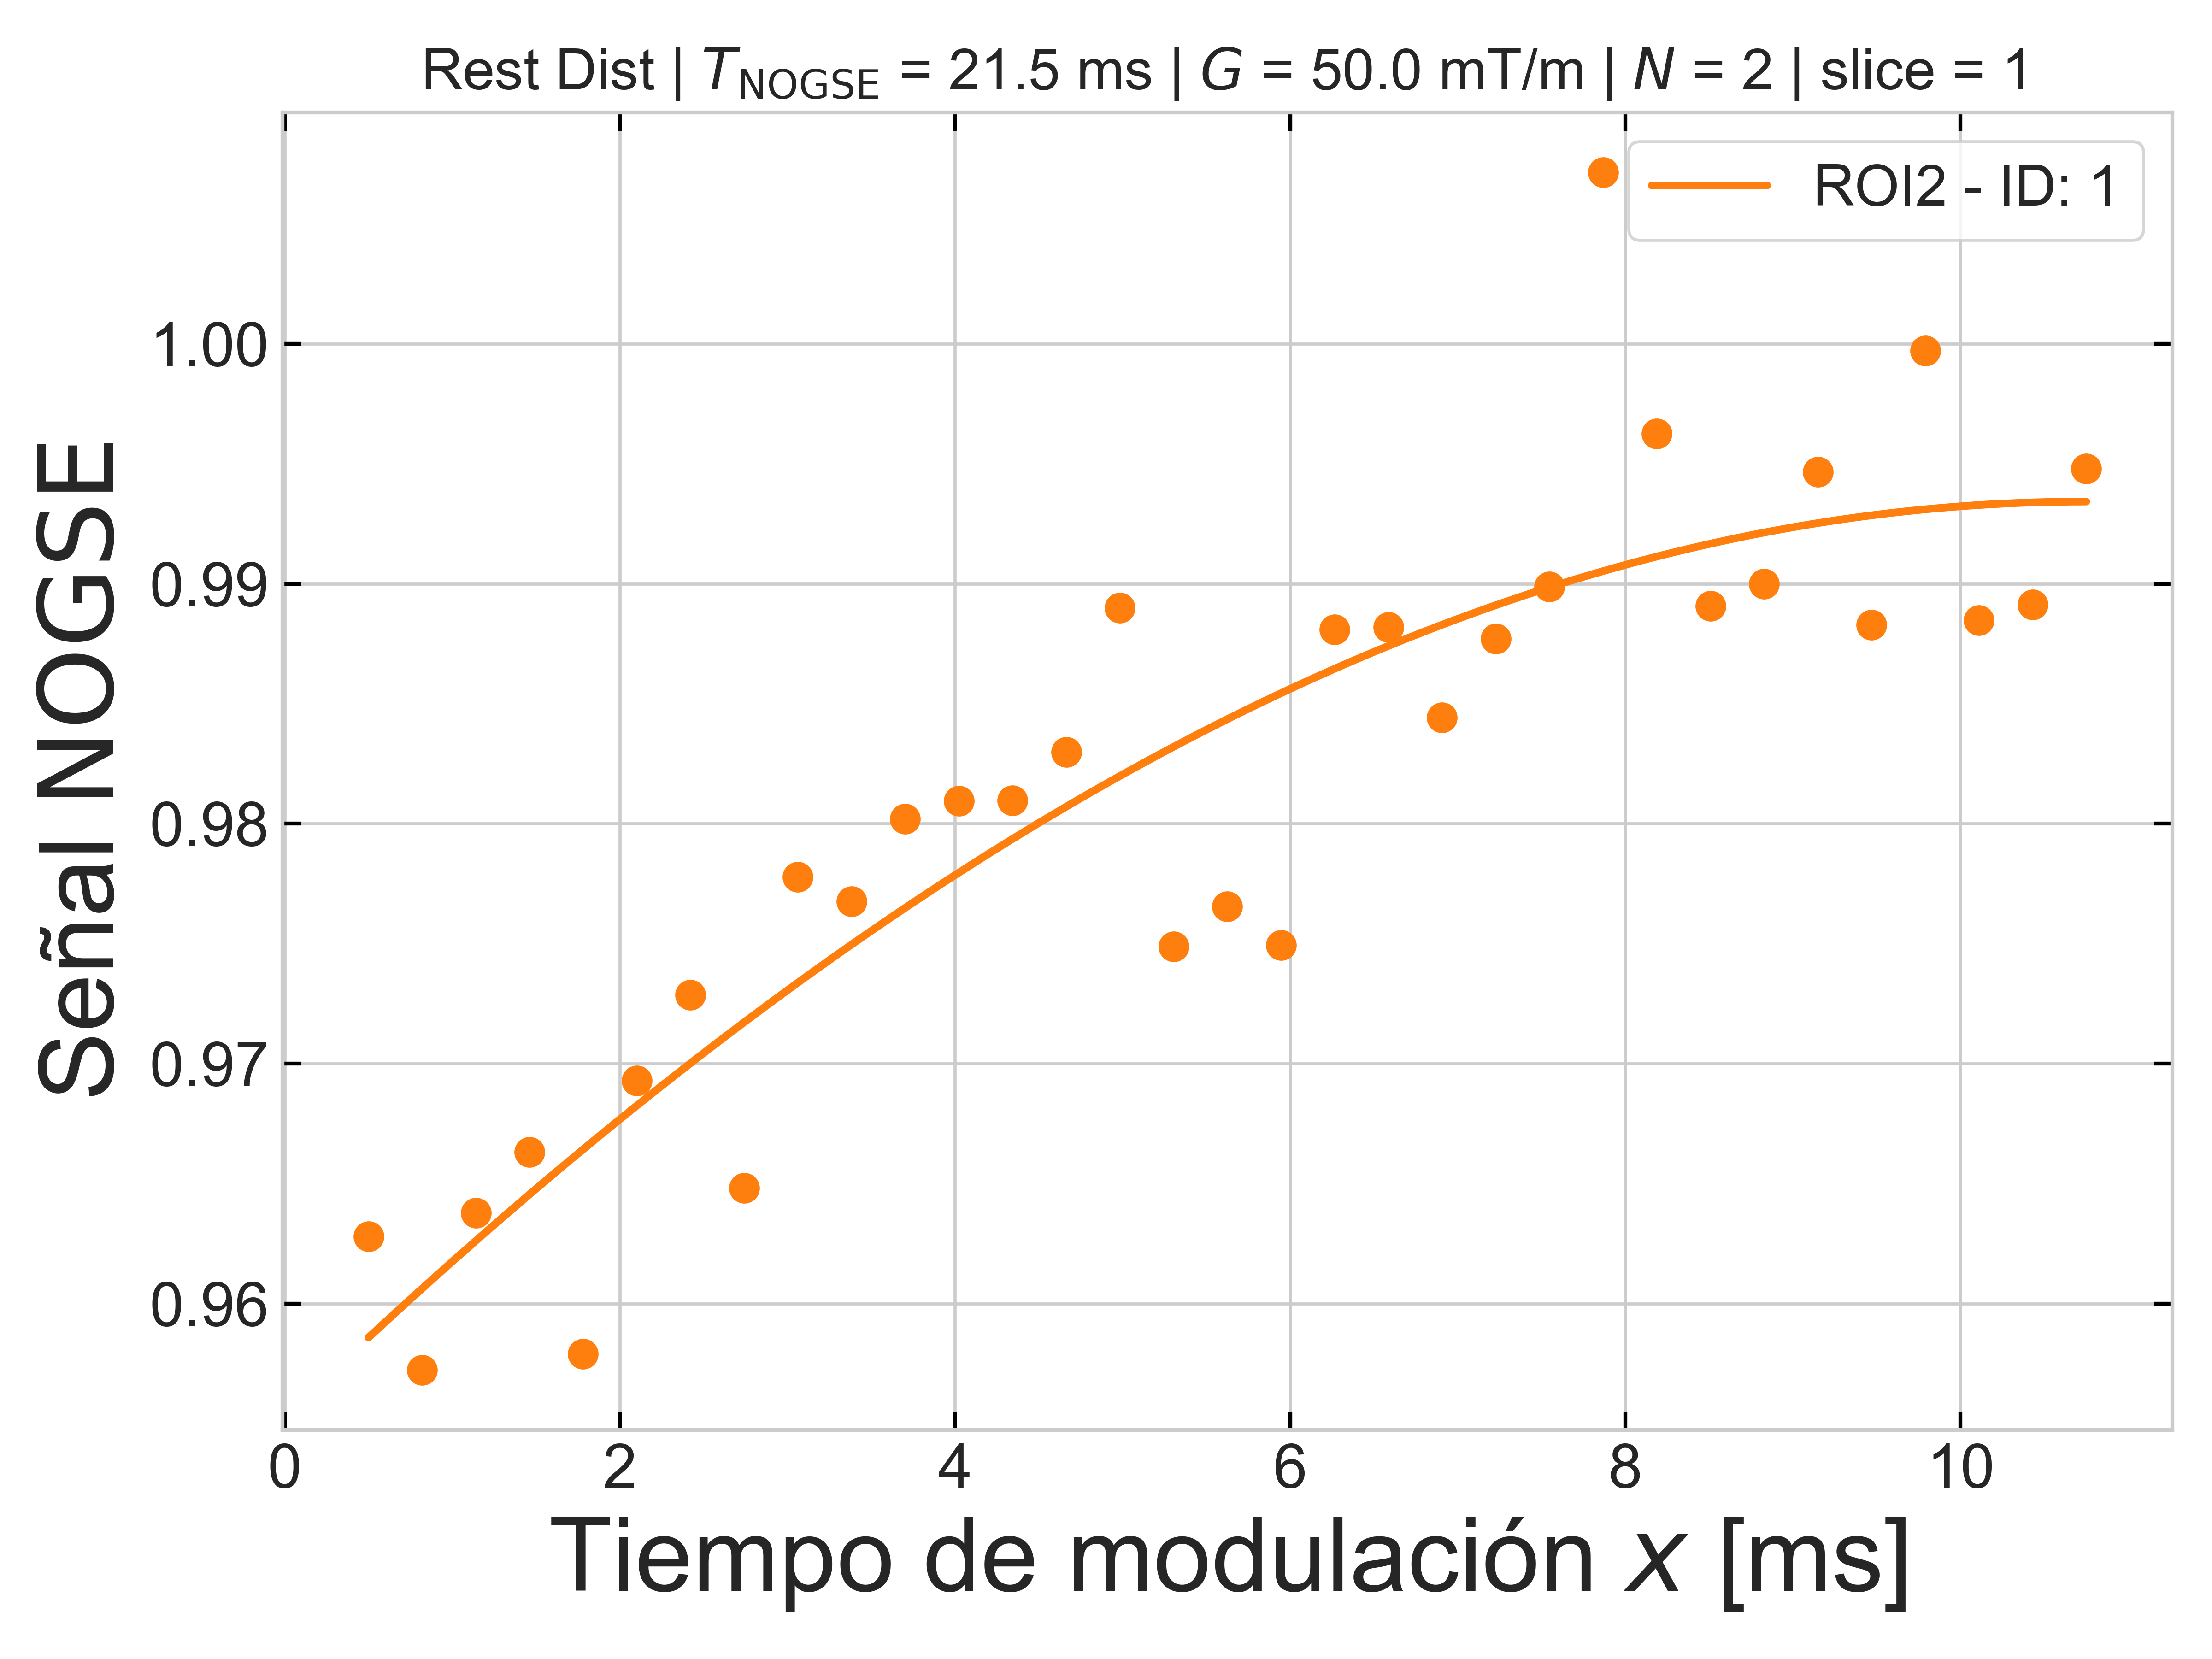 Rest Dist | T_NOGSE = 21.5 ms | G = 50.0 mT/m | N = 2 | slice = 1
ROI2 - ID: 1
Señal NOGSE
1.00
0.99
0.98
0.97
0.96
0 2 4 6 8 10
Tiempo de modulación x [ms]